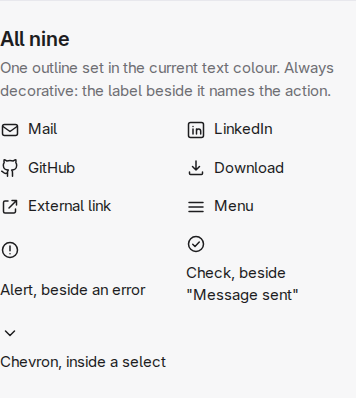 All nine
One outline set in the current text colour. Always
decorative: the label beside it names the action.
Mail
LinkedIn
GitHub
Download
External link
Menu
Alert, beside an error
Check, beside
"Message sent"
Chevron, inside a select